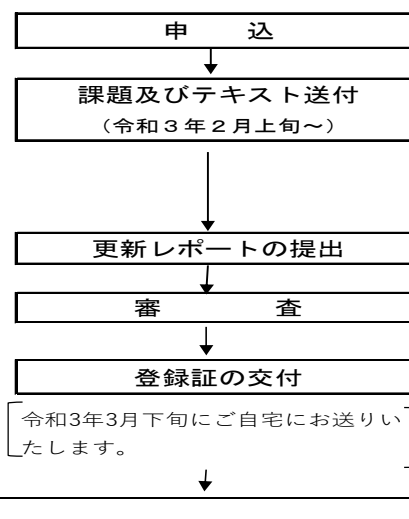 申　　込
課題及びテキスト送付
（令和３年２月上旬～）
更新レポートの提出
審　　　査
登録証の交付
令和3年3月下旬にご自宅にお送りい
たします。